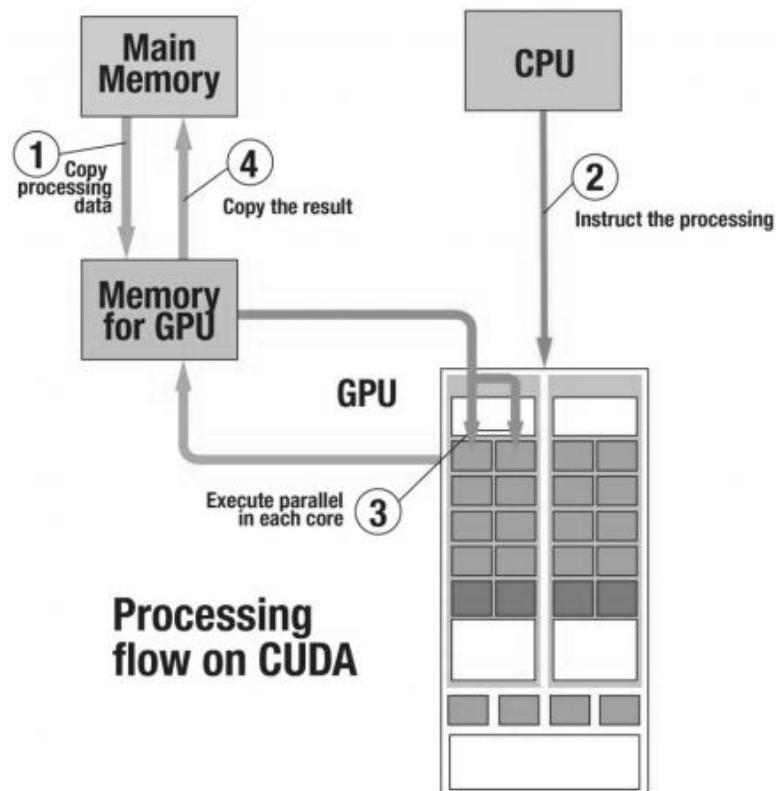 Main
Memory
CPU
1
Copy
processing
data
4
Copy the result
2
Instruct the processing
Memory
for GPU
GPU
Execute parallel
in each core
3
Processing
flow on CUDA